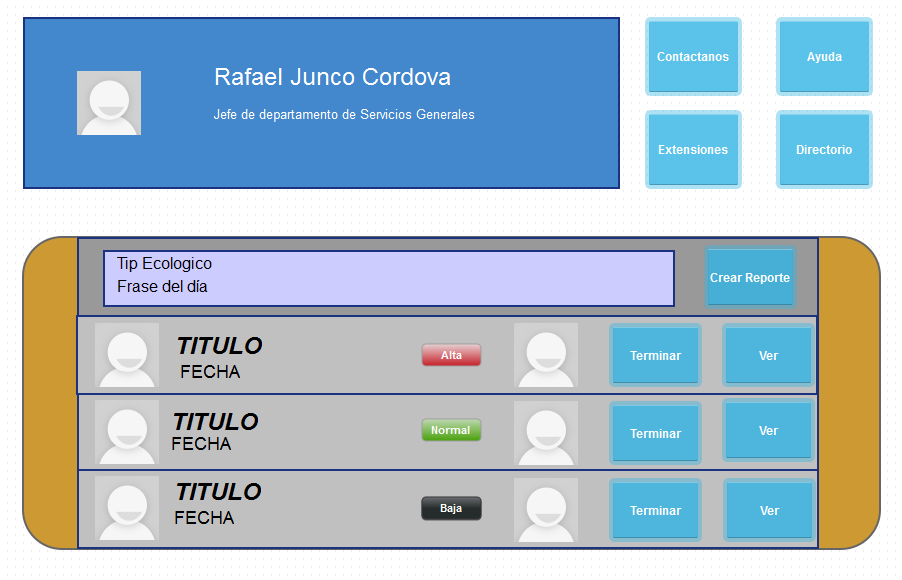 Rafael Junco Cordova
Jefe de departamento de Servicios Generales
Contactanos
Ayuda
Extensiones
Directorio
Tip Ecologico
Frase del día
Crear Reporte
TITULO
FECHA
Alta
Terminar
Ver
TITULO
FECHA
Normal
Terminar
Ver
TITULO
FECHA
Baja
Terminar
Ver